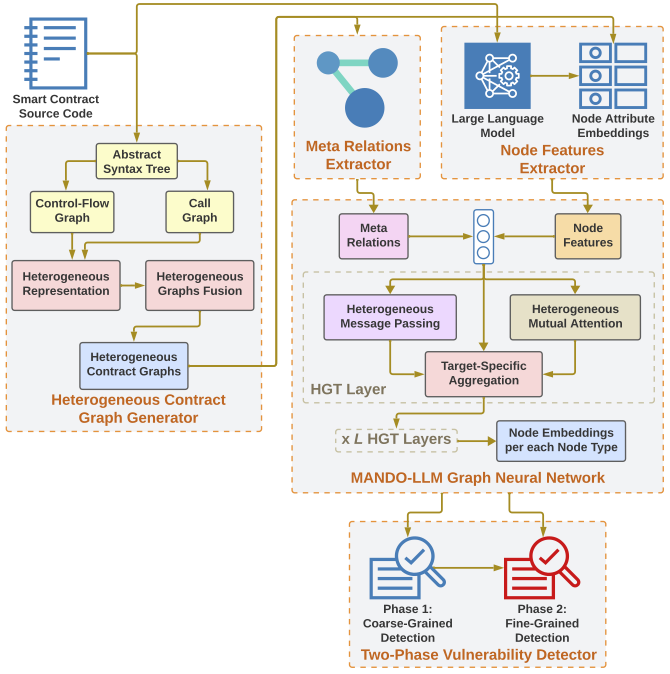 Smart Contract
Source Code
Abstract
Syntax Tree
Control-Flow
Graph
Call
Graph
Heterogeneous
Representation
Heterogeneous
Graphs Fusion
Heterogeneous
Contract Graphs
Heterogeneous Contract
Graph Generator
Meta Relations
Extractor
Large Language
Model
Node Attribute
Embeddings
Node Features
Extractor
Meta
Relations
Node
Features
Heterogeneous
Message Passing
Heterogeneous
Mutual Attention
Target-Specific
Aggregation
HGT Layer
x L HGT Layers
Node Embeddings
per each Node Type
MANDO-LLM Graph Neural Network
Phase 1:
Coarse-Grained
Detection
Phase 2:
Fine-Grained
Detection
Two-Phase Vulnerability Detector